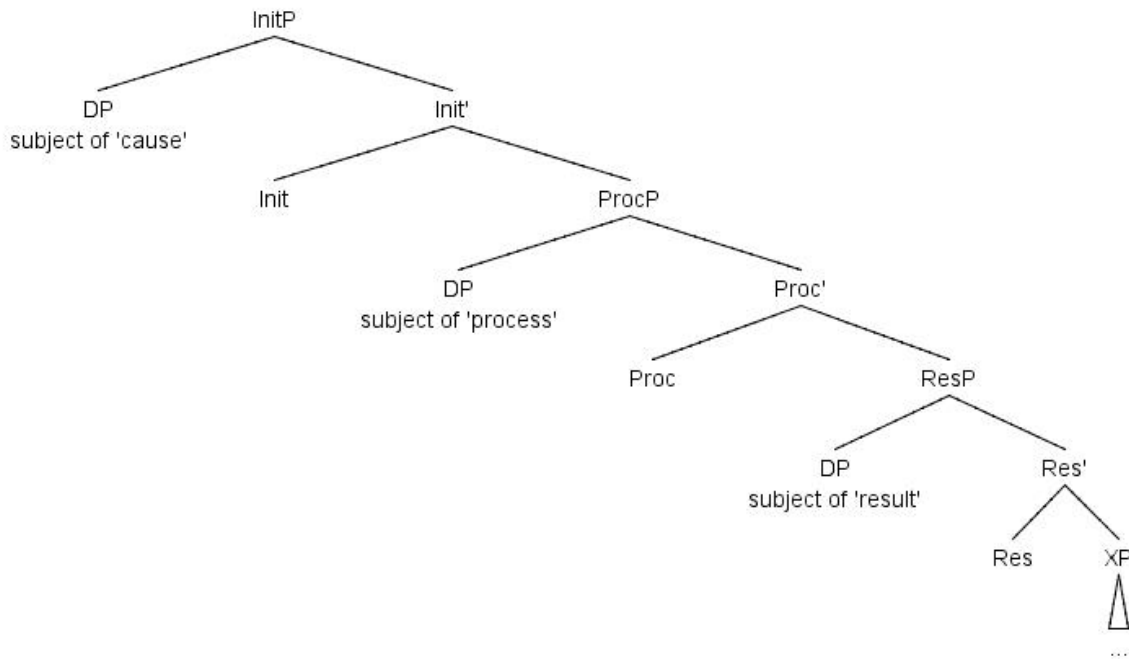 InitP
DP Init'
subject of 'cause'
Init ProcP
DP Proc'
subject of 'process'
Proc ResP
DP Res'
subject of 'result'
Res XP
...